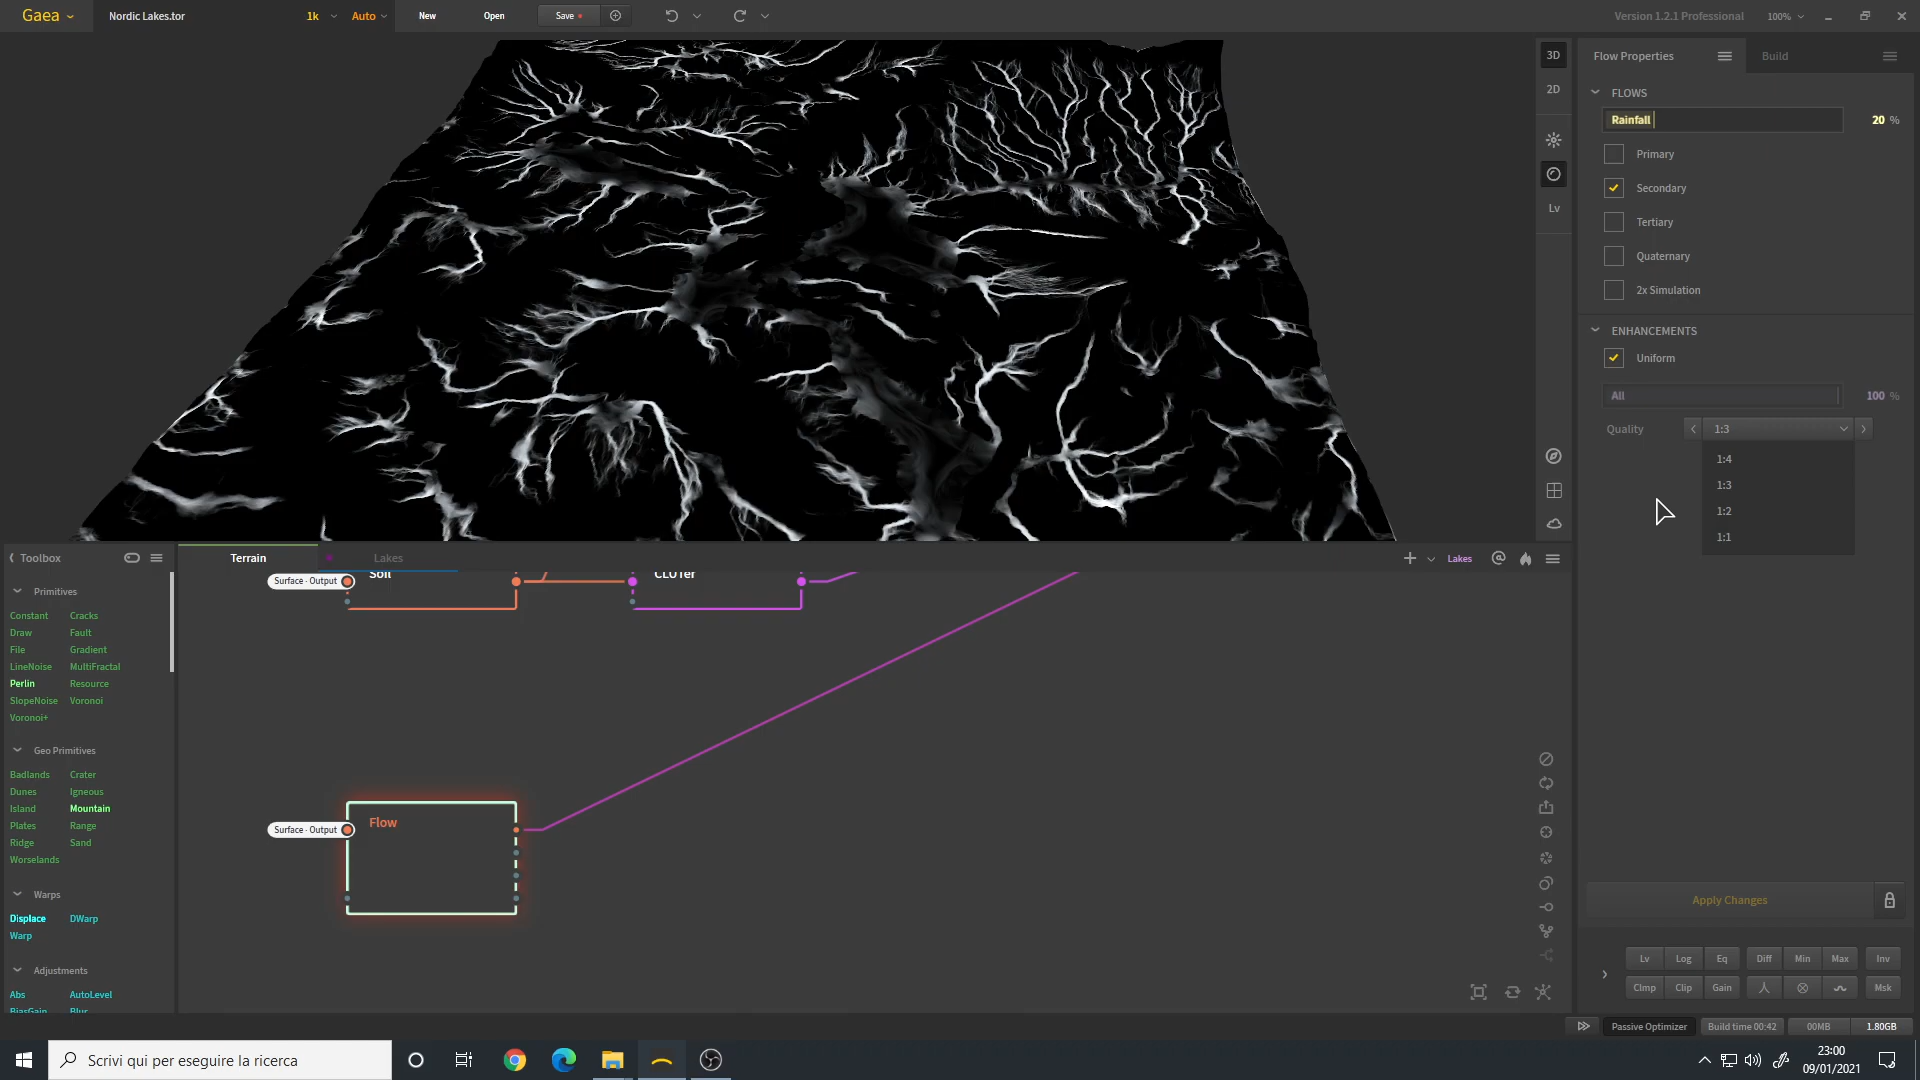 Gaea
Nordic Lakes.tor
1k
Auto
New
Open
Save
Version 1.2.1 Professional
100%
3D
2D
Lv
Flow Properties
Build
FLOWS
Rainfall
20 %
Primary
Secondary
Tertiary
Quaternary
2x Simulation
ENHANCEMENTS
Uniform
All
100 %
Quality
1:3
1:4
1:3
1:2
1:1
Toolbox
Terrain
Lakes
Lakes
Primitives
Constant Cracks
Draw Fault
File Gradient
LineNoise MultiFractal
Perlin Resource
SlopeNoise Voronoi
Voronoi+
Geo Primitives
Badlands Crater
Dunes Igneous
Island Mountain
Plates Range
Ridge Sand
Worselands
Warps
Displace DWarp
Warp
Adjustments
Abs AutoLevel
BiasGain Blur
Surface - Output
Soil
CLUTer
Surface - Output
Flow
Apply Changes
Lv Log Eq Diff Min Max Inv
Clmp Clip Gain Msk
Passive Optimizer
Build time 00:42
00MB
1.80GB
Scrivi qui per eseguire la ricerca
23:00
09/01/2021